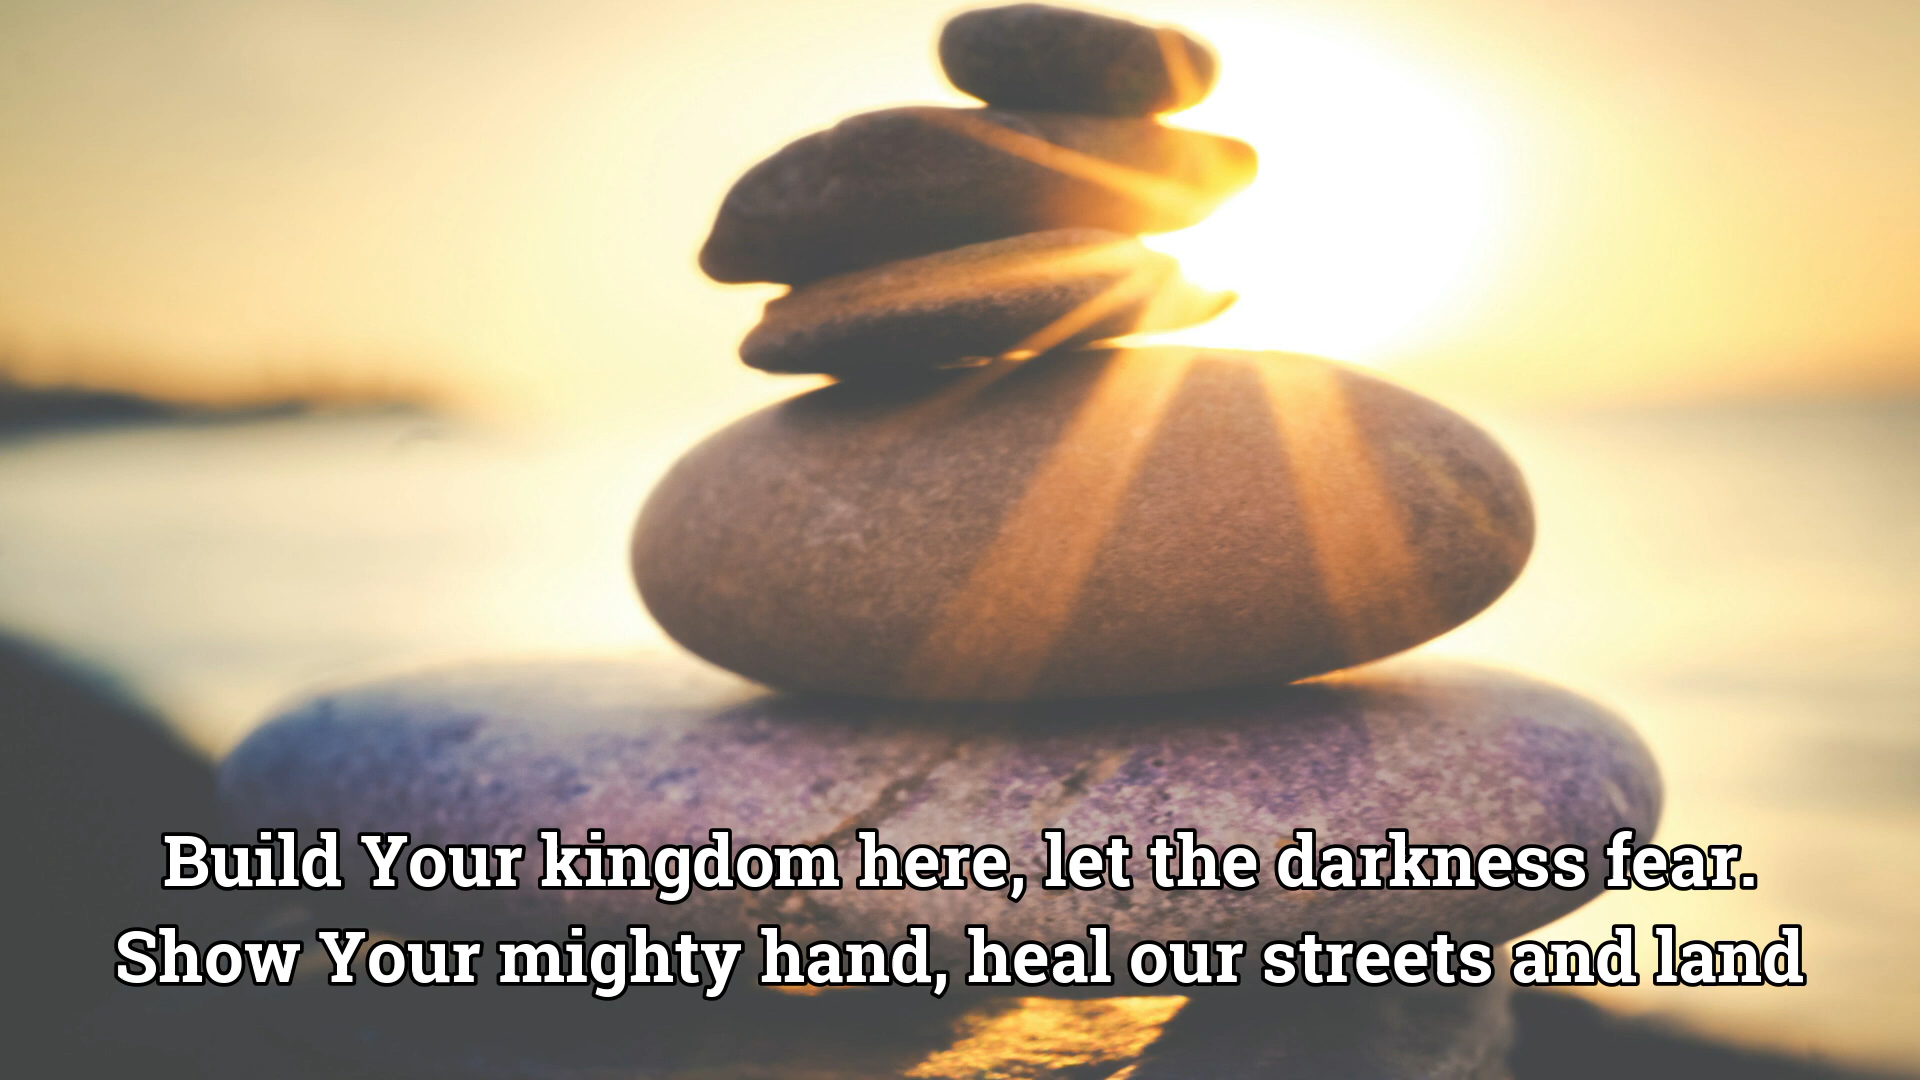 Build Your kingdom here, let the darkness fear.
Show Your mighty hand, heal our streets and land